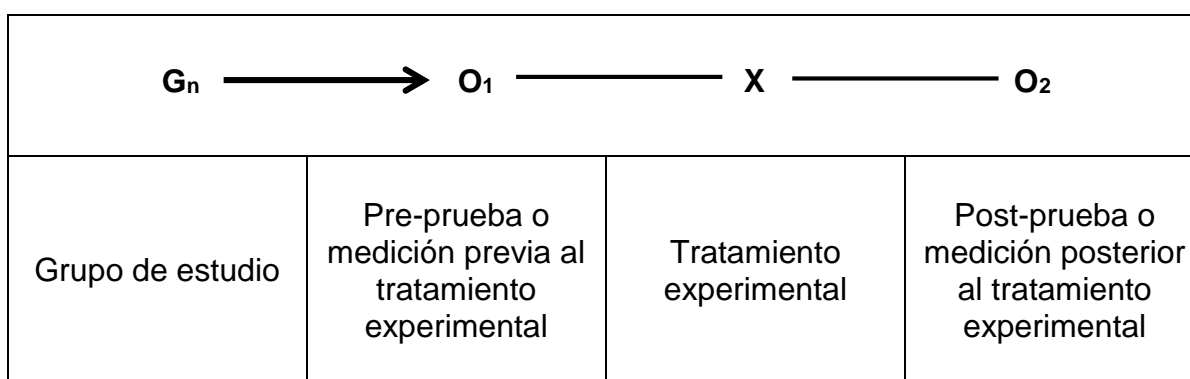 Gn O1 X O2
Grupo de estudio
Pre-prueba o
medición previa al
tratamiento
experimental
Tratamiento
experimental
Post-prueba o
medición posterior
al tratamiento
experimental